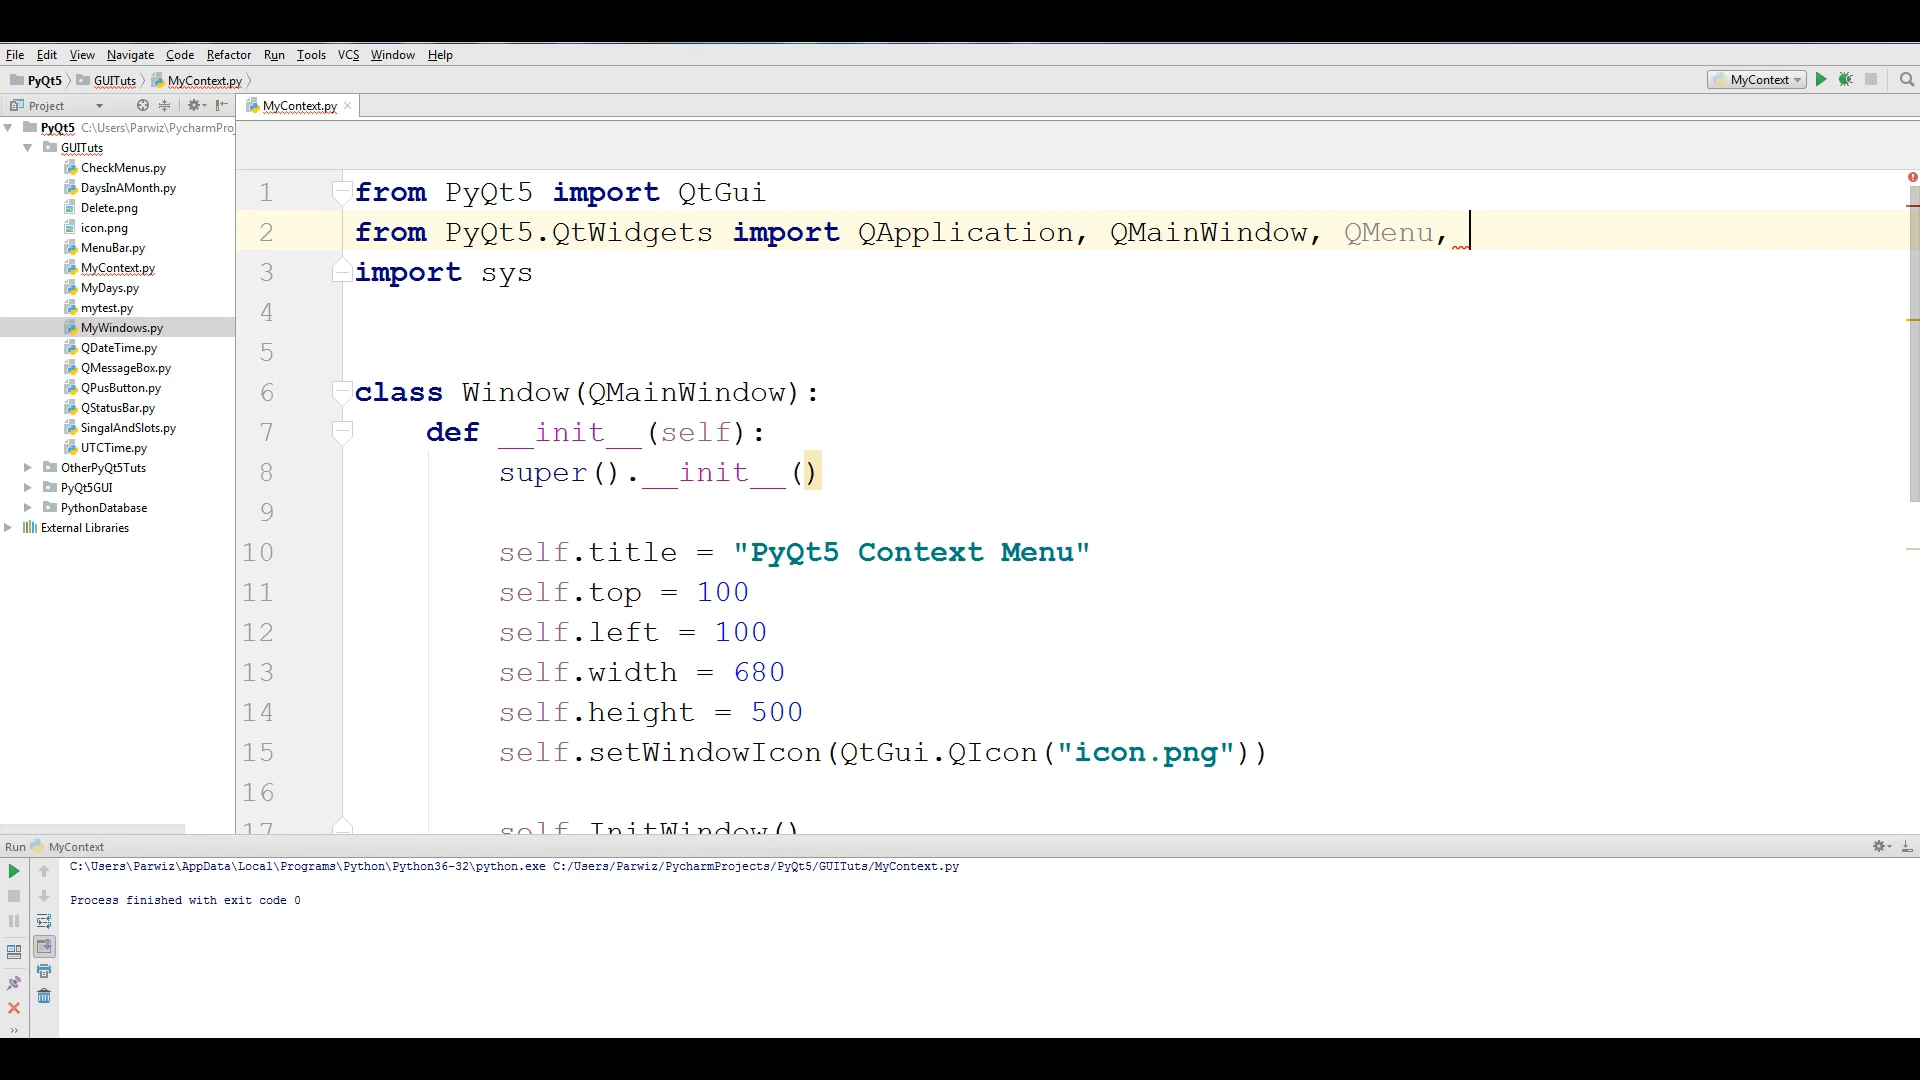 File Edit View Navigate Code Refactor Run Tools VCS Window Help
PyQt5 GUITuts MyContext.py
MyContext
Project
MyContext.py
PyQt5 C:\Users\Parwiz\PycharmPro
GUITuts
CheckMenus.py
DaysInAMonth.py
Delete.png
icon.png
MenuBar.py
MyContext.py
MyDays.py
mytest.py
MyWindows.py
QDateTime.py
QMessageBox.py
QPusButton.py
QStatusBar.py
SingalAndSlots.py
UTCTime.py
OtherPyQt5Tuts
PyQt5GUI
PythonDatabase
External Libraries
1 from PyQt5 import QtGui
2 from PyQt5.QtWidgets import QApplication, QMainWindow, QMenu,
3 import sys
4
5
6 class Window(QMainWindow):
7 def __init__(self):
8 super().__init__()
9
10 self.title = "PyQt5 Context Menu"
11 self.top = 100
12 self.left = 100
13 self.width = 680
14 self.height = 500
15 self.setWindowIcon(QtGui.QIcon("icon.png"))
16
17 self.InitWindow()
Run MyContext
C:\Users\Parwiz\AppData\Local\Programs\Python\Python36-32\python.exe C:/Users/Parwiz/PycharmProjects/PyQt5/GUITuts/MyContext.py
Process finished with exit code 0